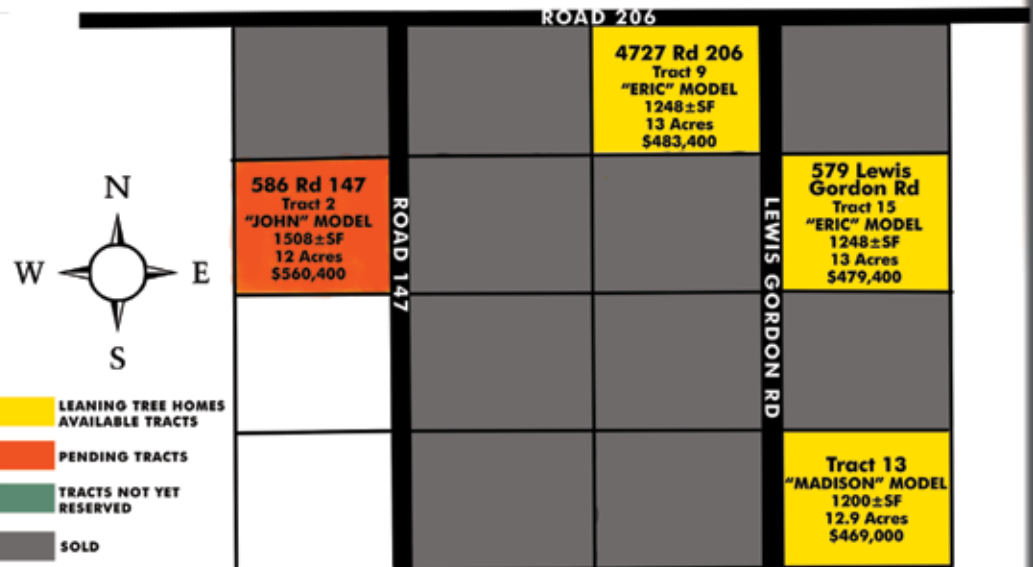 ROAD 206
4727 Rd 206
Tract 9
"ERIC" MODEL
1248±SF
13 Acres
$483,400
586 Rd 147
Tract 2
"JOHN" MODEL
1508±SF
12 Acres
$560,400
ROAD 147
LEWIS GORDON RD
579 Lewis
Gordon Rd
Tract 15
"ERIC" MODEL
1248±SF
13 Acres
$479,400
N
W
E
S
LEANING TREE HOMES
AVAILABLE TRACTS
PENDING TRACTS
TRACTS NOT YET
RESERVED
SOLD
Tract 13
"MADISON" MODEL
1200±SF
12.9 Acres
$469,000